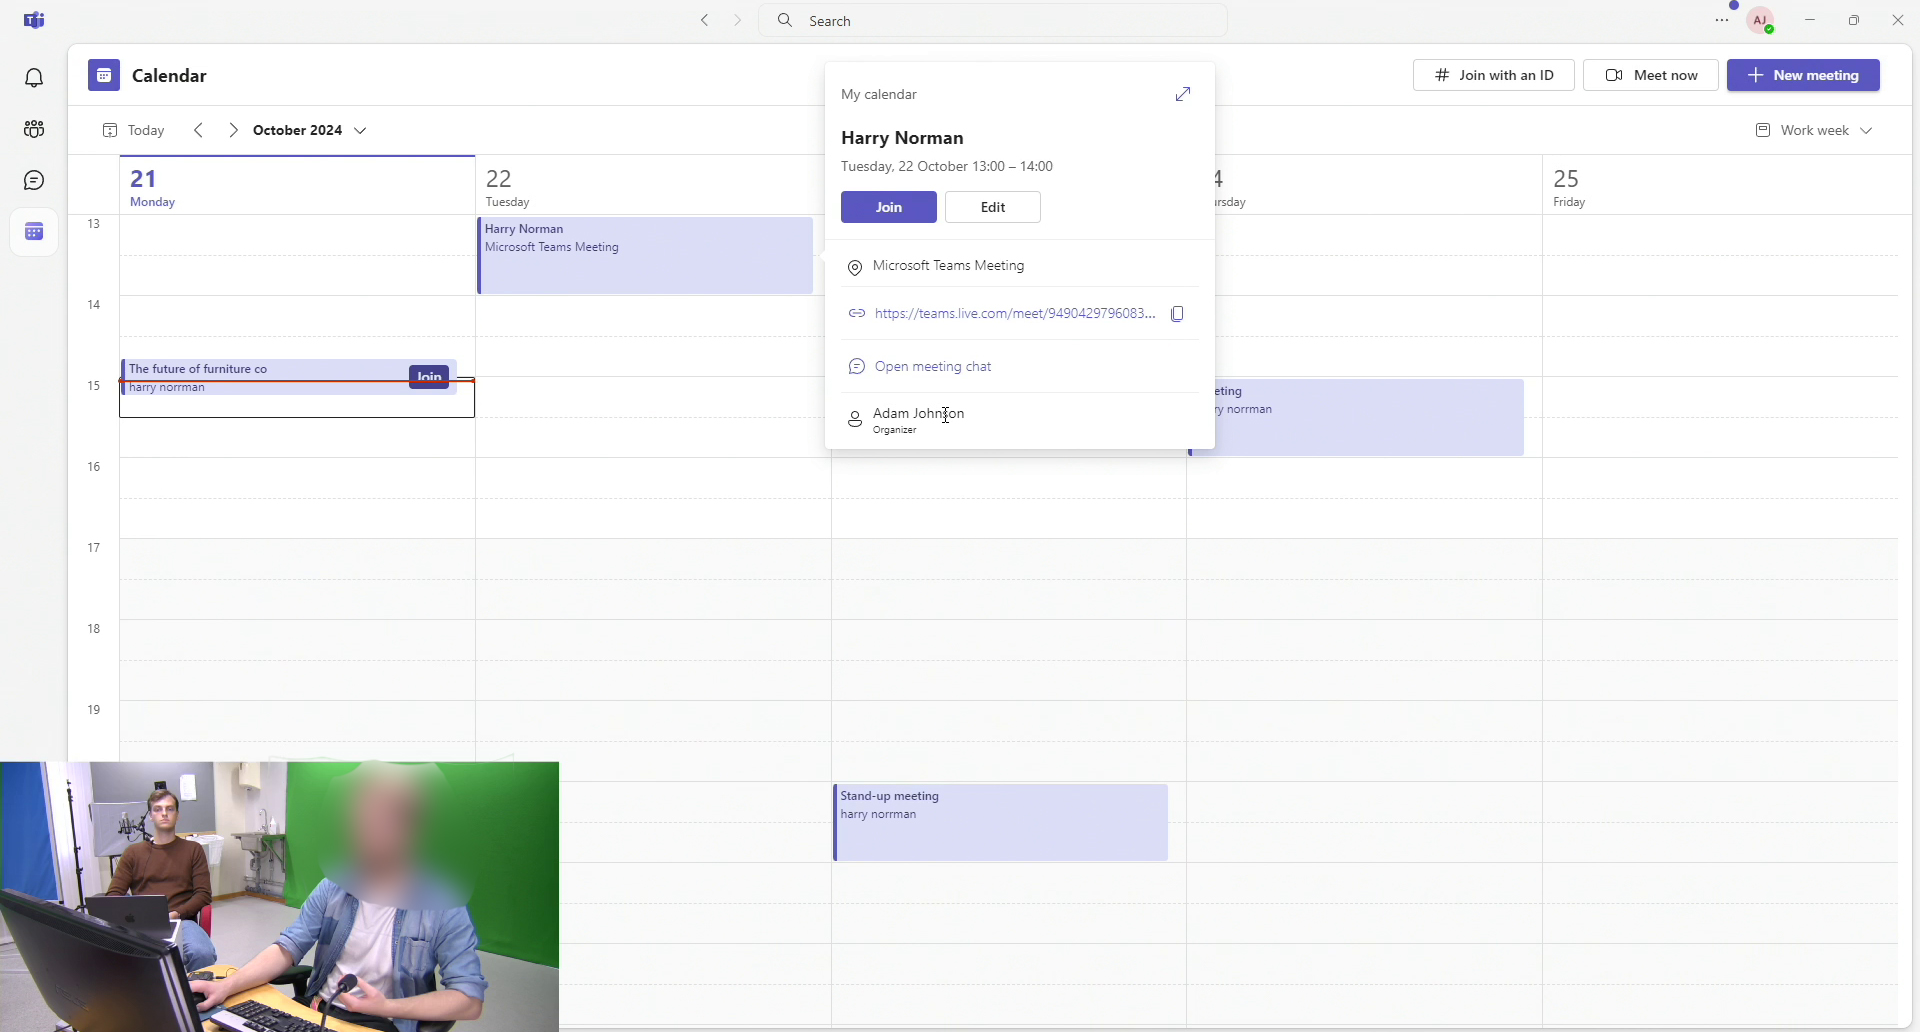 Search
AJ
Calendar
Join with an ID
Meet now
New meeting
Today
October 2024
Work week
21
Monday
22
Tuesday
4
rsday
25
Friday
13
14
15
16
17
18
19
Harry Norman
Microsoft Teams Meeting
The future of furniture co
harry norrman
Join
My calendar
Harry Norman
Tuesday, 22 October 13:00 – 14:00
Join
Edit
Microsoft Teams Meeting
https://teams.live.com/meet/9490429796083...
Open meeting chat
Adam Johnson
Organizer
eting
ry norrman
Stand-up meeting
harry norrman